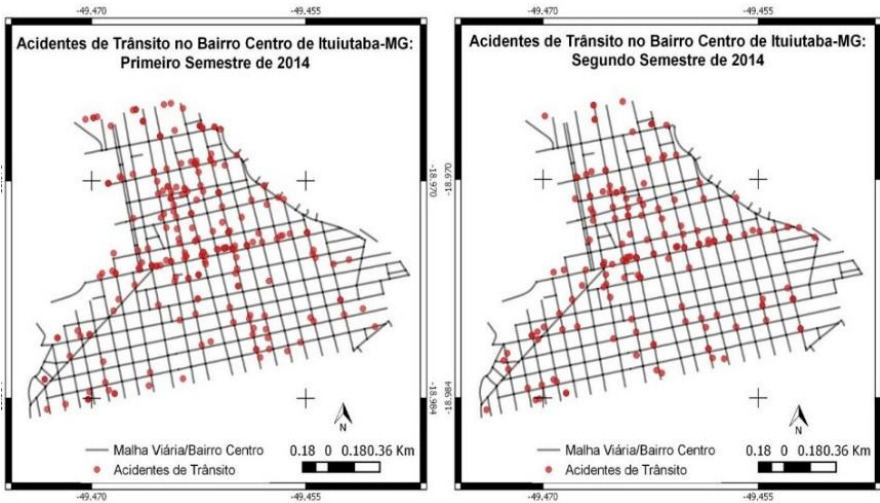 -49.470 -49.455
Acidentes de Trânsito no Bairro Centro de Ituiutaba-MG:
Primeiro Semestre de 2014
-18.970
-18.984
N
Malha Viária/Bairro Centro
Acidentes de Trânsito
0.18 0 0.180.36 Km
-49.470 -49.455
-49.470 -49.455
Acidentes de Trânsito no Bairro Centro de Ituiutaba-MG:
Segundo Semestre de 2014
N
Malha Viária/Bairro Centro
Acidentes de Trânsito
0.18 0 0.180.36 Km
-49.470 -49.455